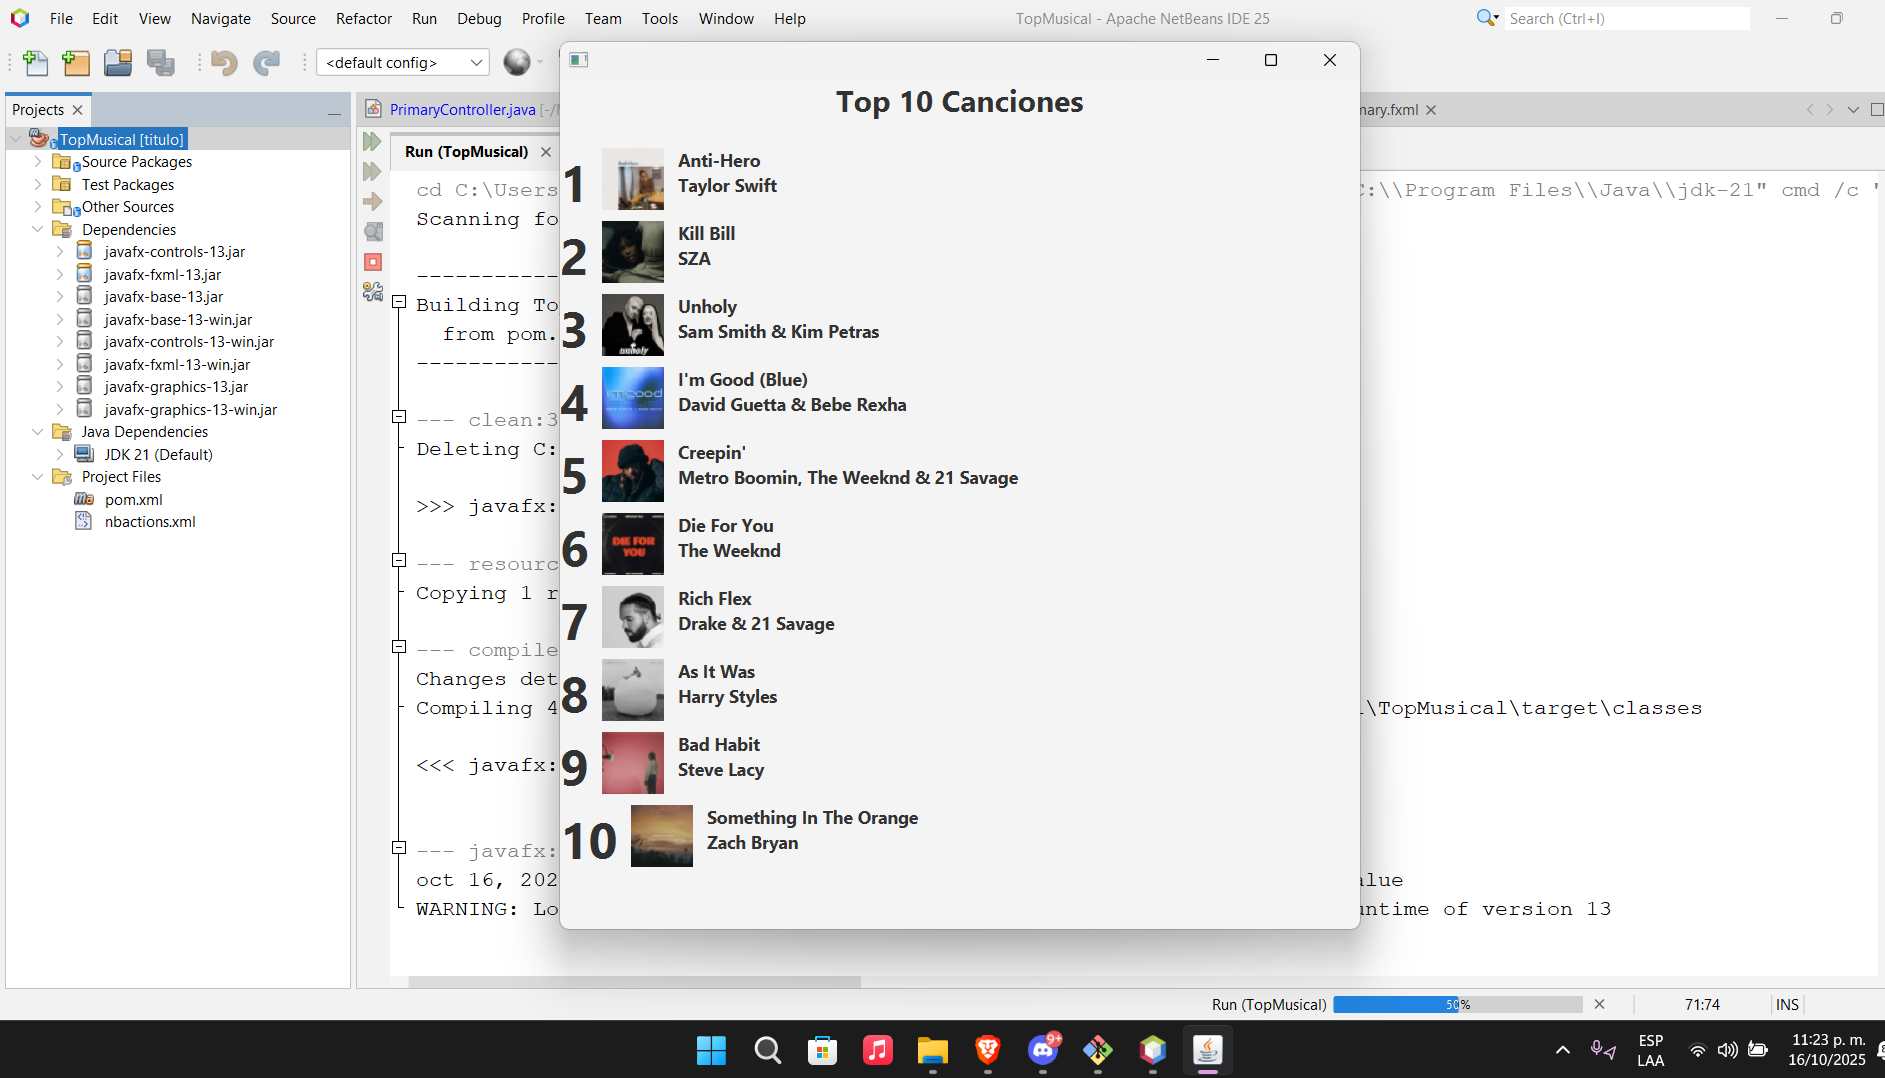 File Edit View Navigate Source Refactor Run Debug Profile Team Tools Window Help
TopMusical - Apache NetBeans IDE 25
Search (Ctrl+I)
<default config>
Projects
TopMusical [titulo]
Source Packages
Test Packages
Other Sources
Dependencies
javafx-controls-13.jar
javafx-fxml-13.jar
javafx-base-13.jar
javafx-base-13-win.jar
javafx-controls-13-win.jar
javafx-fxml-13-win.jar
javafx-graphics-13.jar
javafx-graphics-13-win.jar
Java Dependencies
JDK 21 (Default)
Project Files
pom.xml
nbactions.xml
PrimaryController.java [-/
mary.fxml
Run (TopMusical)
cd C:\Users
C:\\Program Files\\Java\\jdk-21" cmd /c "
Scanning fo
------------
Building To
from pom.
------------
--- clean:3
Deleting C:
>>> javafx:
--- resourc
Copying 1 r
--- compile
Changes det
Compiling 4
l\TopMusical\target\classes
<<< javafx:
--- javafx:
oct 16, 202
alue
WARNING: Lo
untime of version 13
Top 10 Canciones
1
Anti-Hero
Taylor Swift
2
Kill Bill
SZA
3
unholy
Unholy
Sam Smith & Kim Petras
4
i'm good
I'm Good (Blue)
David Guetta & Bebe Rexha
5
Creepin'
Metro Boomin, The Weeknd & 21 Savage
6
DIE FOR
YOU
Die For You
The Weeknd
7
Rich Flex
Drake & 21 Savage
8
As It Was
Harry Styles
9
Bad Habit
Steve Lacy
10
Something In The Orange
Zach Bryan
Run (TopMusical)
50%
71:74
INS
9+
ESP
LAA
11:23 p. m.
16/10/2025